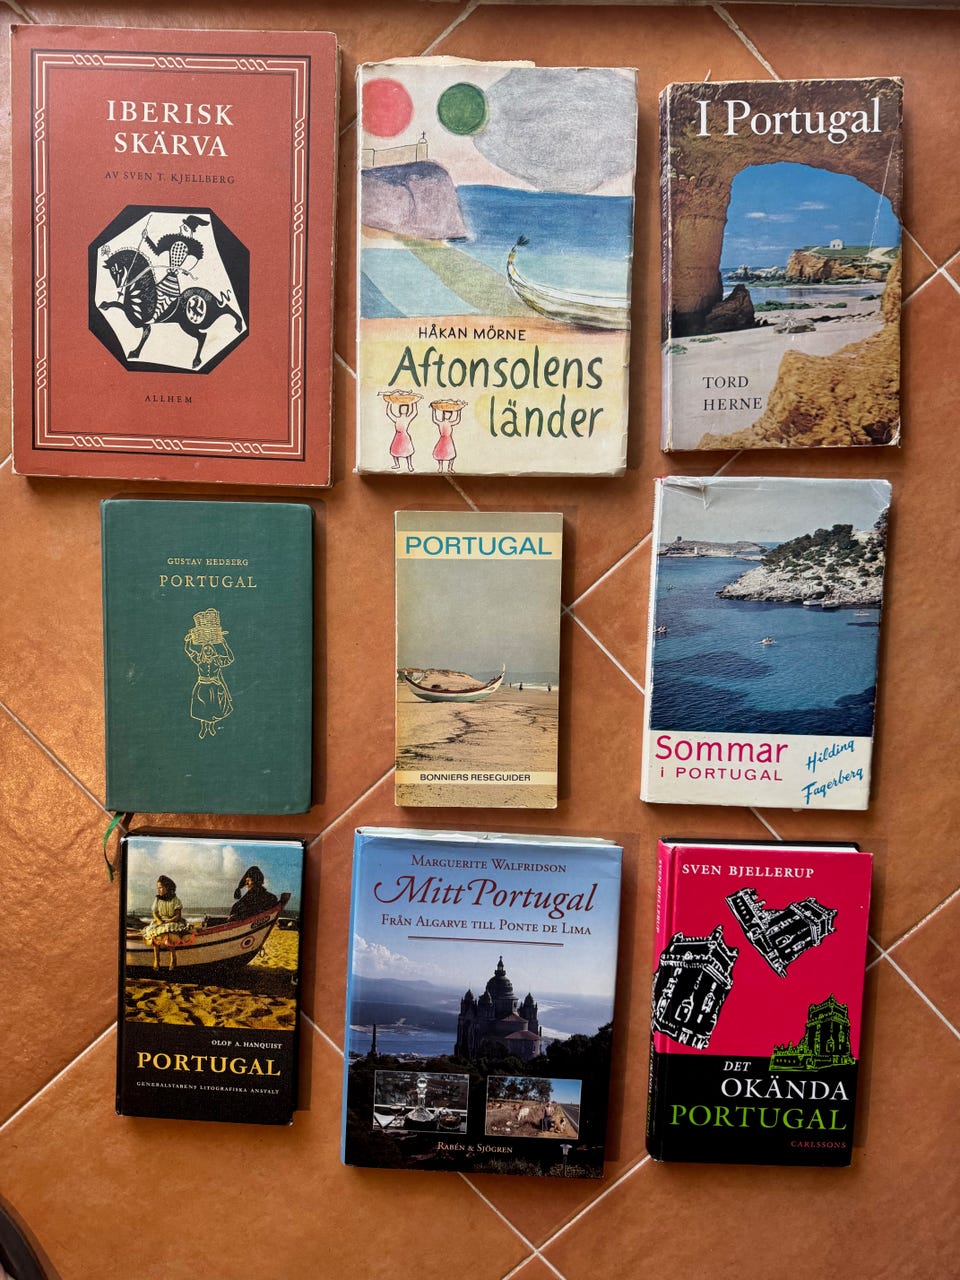 IBERISK
SKÄRVA
AV SVEN T. KJELLBERG
ALLHEM
HÅKAN MÖRNE
Aftonsolens
länder
I Portugal
TORD
HERNE
GUSTAV HEDBERG
PORTUGAL
PORTUGAL
BONNIERS RESEGUIDER
Sommar
i PORTUGAL
Hilding
Fagerberg
OLOF A. HANQUIST
PORTUGAL
GENERALSTABENS LITOGRAFISKA ANSTALT
MARGUERITE WALFRIDSON
Mitt Portugal
FRÅN ALGARVE TILL PONTE DE LIMA
RABÉN & SJÖGREN
SVEN BJELLERUP
SVEN BJELLERUP
DET
OKÄNDA
PORTUGAL
CARLSSONS